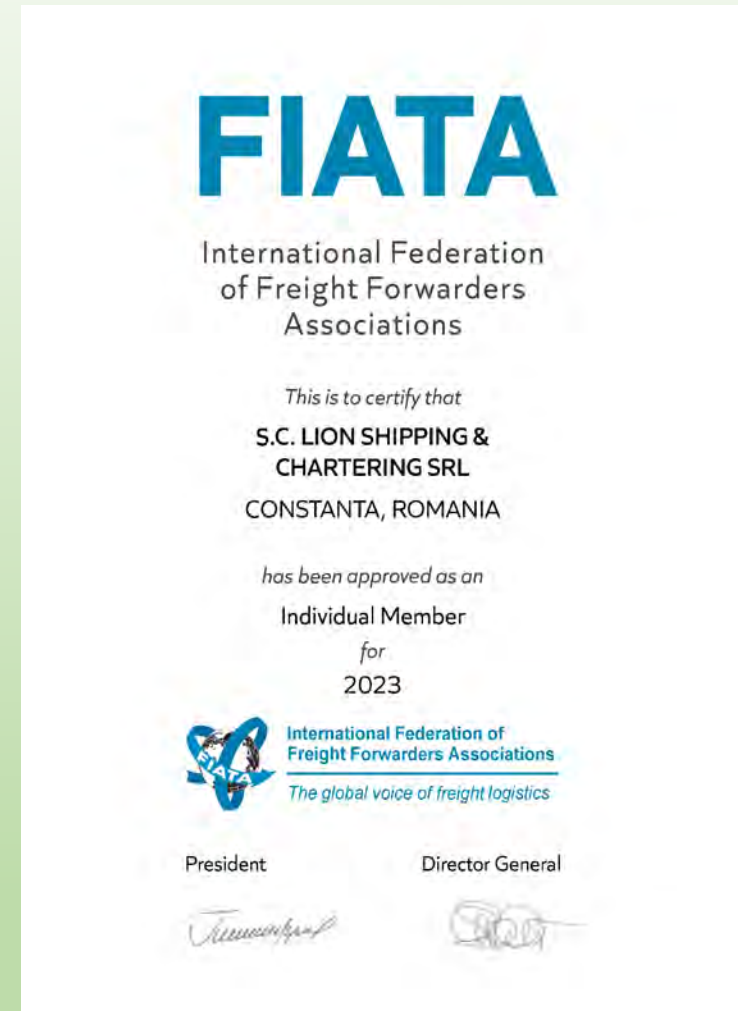 FIATA
International Federation
of Freight Forwarders
Associations
This is to certify that
S.C. LION SHIPPING &
CHARTERING SRL
CONSTANTA, ROMANIA
has been approved as an
Individual Member
for
2023
FIATA
International Federation of
Freight Forwarders Associations
The global voice of freight logistics
President Director General